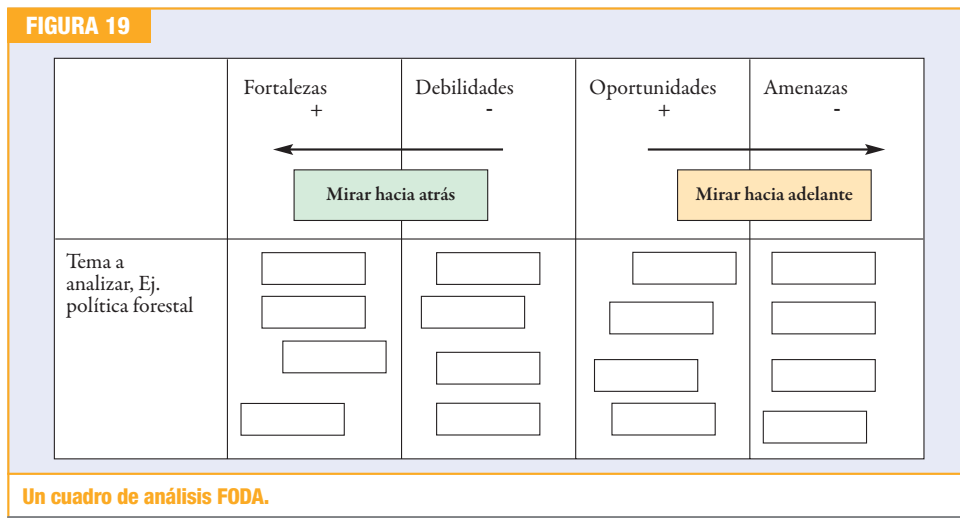 FIGURA 19
Fortalezas
+
Debilidades
-
Oportunidades
+
Amenazas
-
Mirar hacia atrás
Mirar hacia adelante
Tema a
analizar, Ej.
política forestal
Un cuadro de análisis FODA.